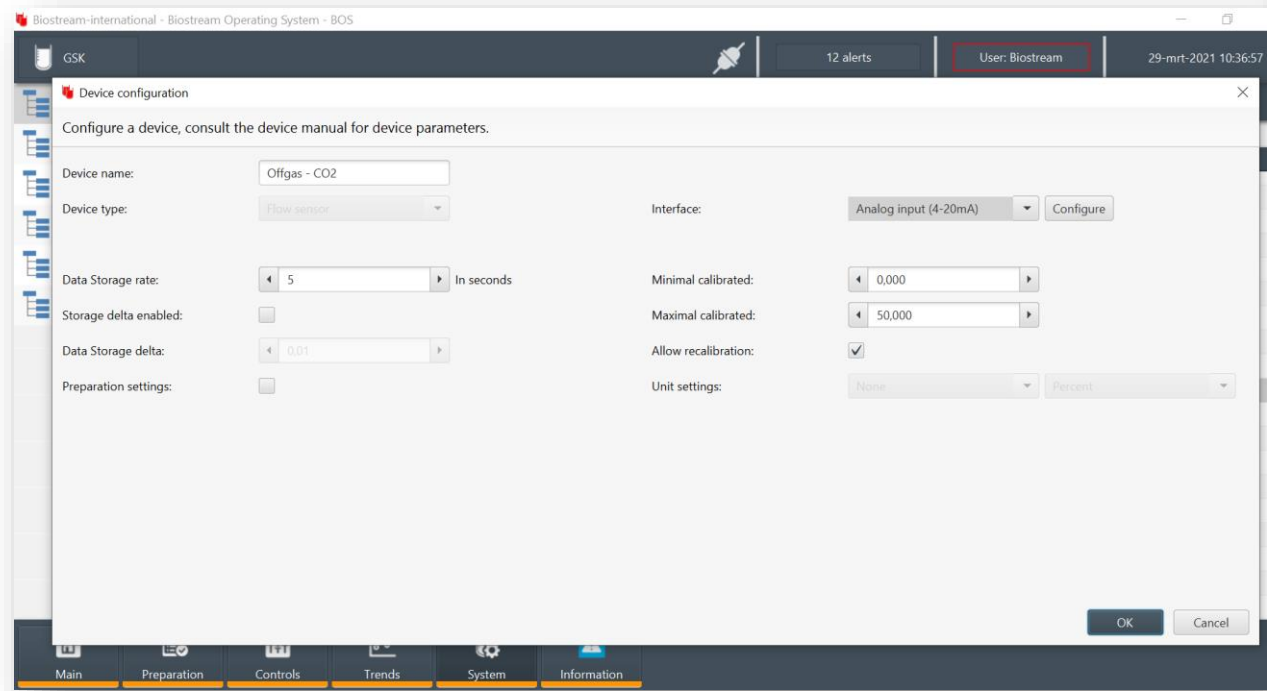 Biostream-international - Biostream Operating System - BOS
GSK
12 alerts
User: Biostream
29-mrt-2021 10:36:57
Device configuration
Configure a device, consult the device manual for device parameters.
Device name: Offgas - CO2
Device type: Flow sensor Interface: Analog input (4-20mA) Configure
Data Storage rate: 5 In seconds Minimal calibrated: 0,000
Storage delta enabled: Maximal calibrated: 50,000
Data Storage delta: 0,01 Allow recalibration:
Preparation settings: Unit settings: None Percent
OK Cancel
Main Preparation Controls Trends System Information